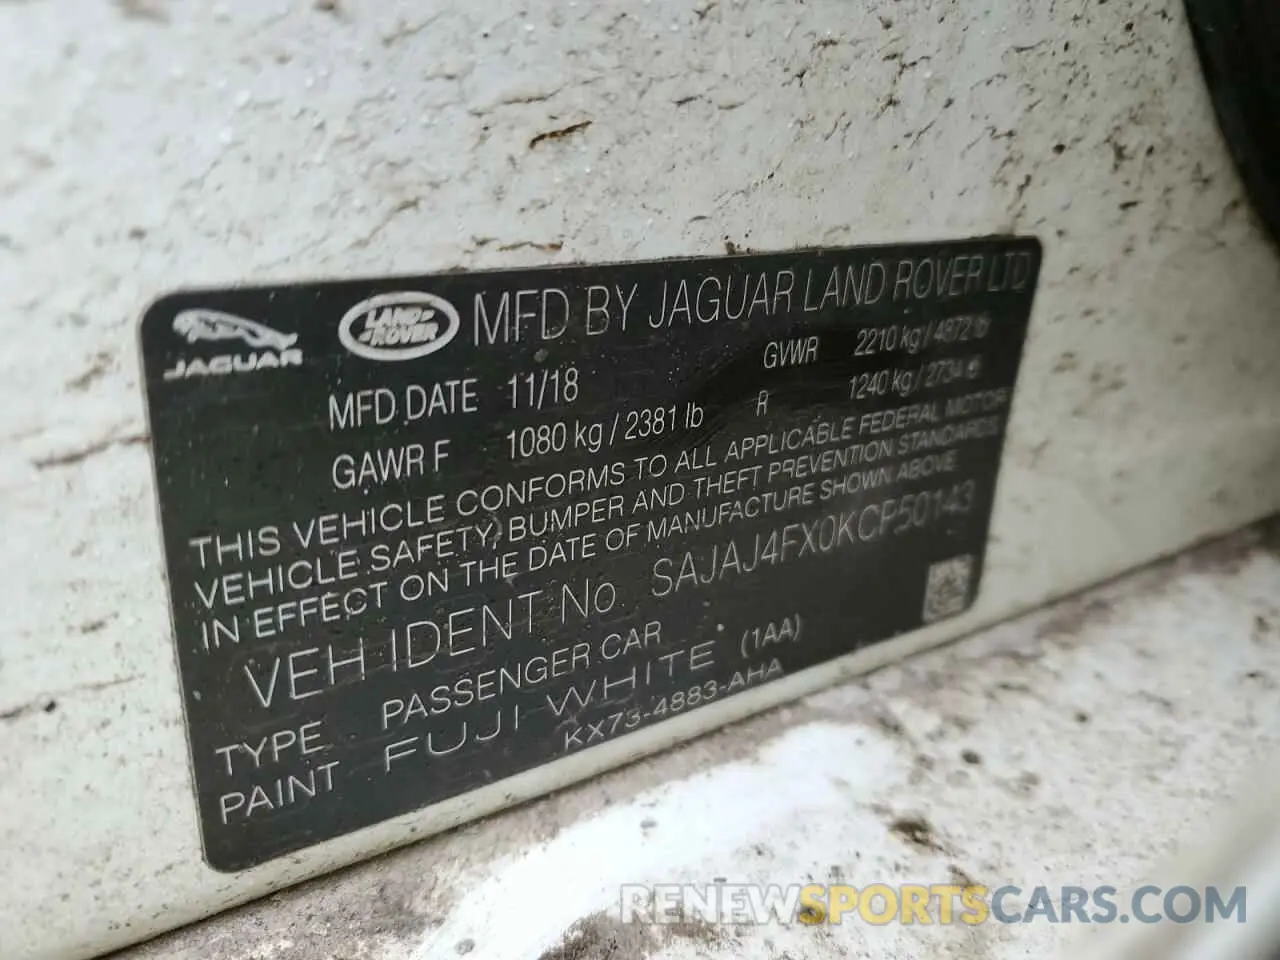 JAGUAR
LAND ROVER
MFD BY JAGUAR LAND ROVER LTD
MFD DATE 11/18 GVWR 2210 kg / 4872 lb
GAWR F 1080 kg / 2381 lb R 1240 kg / 2734
THIS VEHICLE CONFORMS TO ALL APPLICABLE FEDERAL MOTOR
VEHICLE SAFETY, BUMPER AND THEFT PREVENTION STANDARDS
IN EFFECT ON THE DATE OF MANUFACTURE SHOWN ABOVE
VEH IDENT No SAJAJ4FX0KCP50143
TYPE PASSENGER CAR
PAINT FUJI WHITE (1AA)
KX73-4883-AHA
RENEWSPORTSCARS.COM